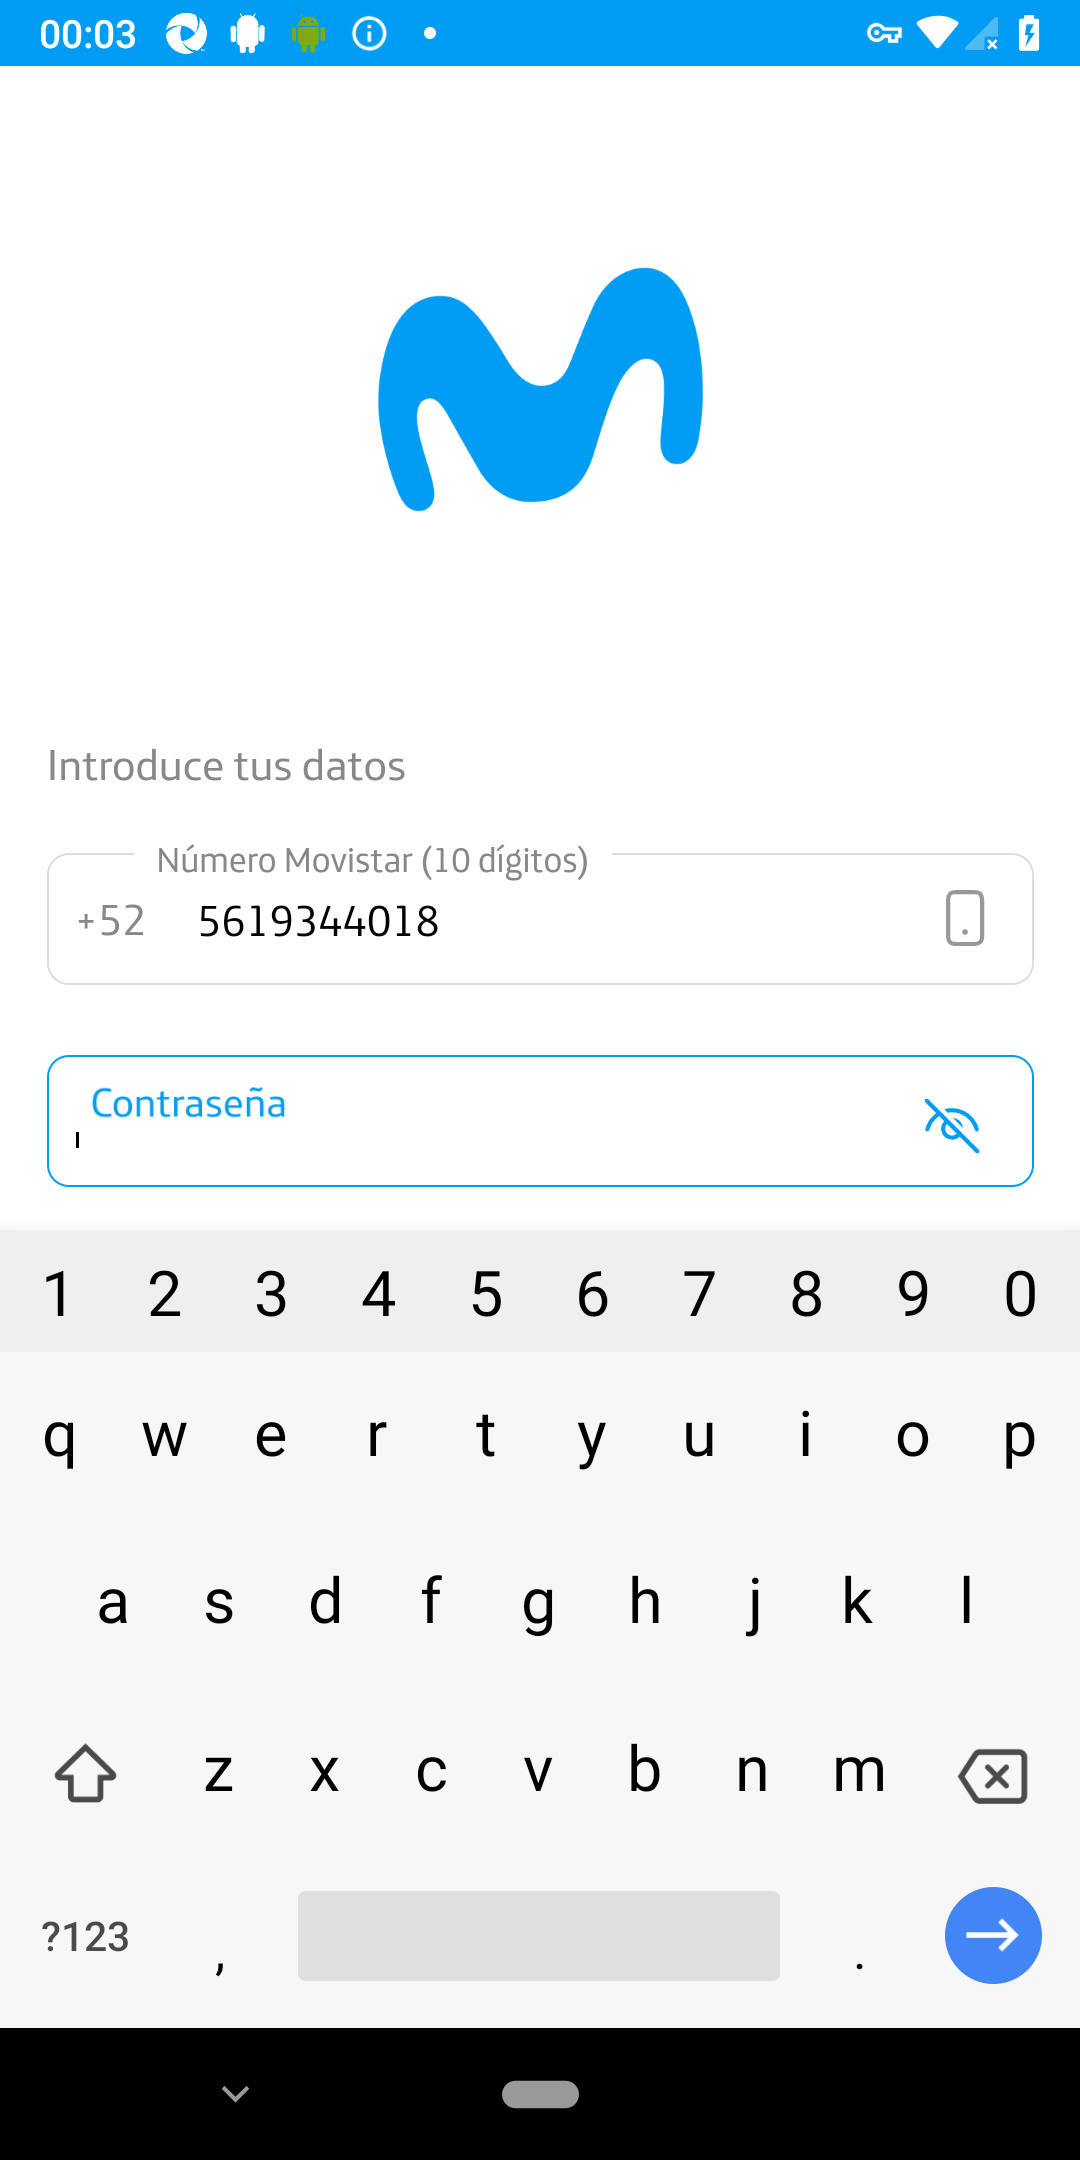 00:03
Introduce tus datos
Número Movistar (10 dígitos)
+52 5619344018
Contraseña
1 2 3 4 5 6 7 8 9 0
q w e r t y u i o p
a s d f g h j k l
z x c v b n m
?123 , .